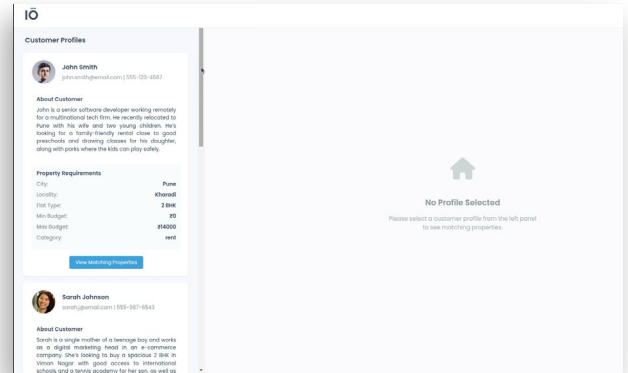 IŌ
Customer Profiles
John Smith
john.smith@email.com | 555-123-4567
About Customer
John is a senior software developer working remotely
for a multinational tech firm. He recently relocated to
Pune with his wife and two young children. He's
looking for a family-friendly rental close to good
preschools and drawing classes for his daughter,
along with parks where the kids can play safely.
Property Requirements
City: Pune
Locality: Kharadi
Flat Type: 2 BHK
Min Budget: ₹0
Max Budget: ₹14000
Category: rent
View Matching Properties
Sarah Johnson
sarah.j@email.com | 555-987-6543
About Customer
Sarah is a single mother of a teenage boy and works
as a digital marketing head in an e-commerce
company. She's looking to buy a spacious 2 BHK in
Viman Nagar with good access to international
schools and a tennis academy for her son, as well as
No Profile Selected
Please select a customer profile from the left panel
to see matching properties.